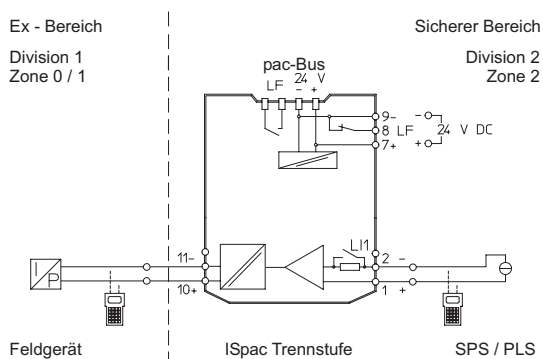 Ex - Bereich
Sicherer Bereich
Division 1
Zone 0 / 1
Division 2
Zone 2
pac-Bus
LF 24 V
- +
9-
8 LF
7+
-
+
24 V DC
LI1
11-
10+
2 -
1 +
I
P
Feldgerät
ISpac Trennstufe
SPS / PLS